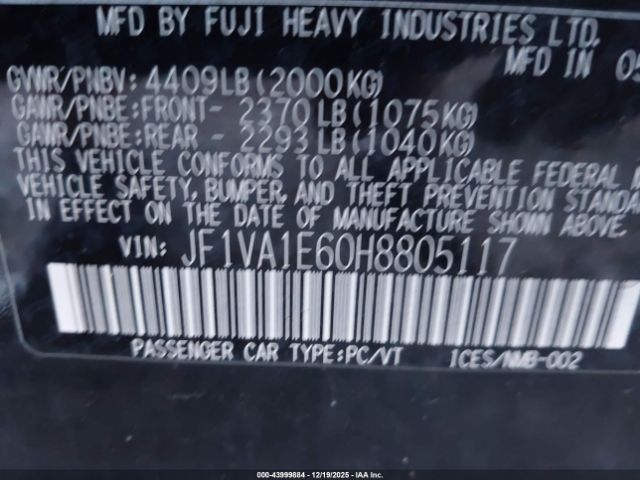 MFD BY FUJI HEAVY INDUSTRIES LTD.
MFD IN 05
GVWR/PNBV: 4409LB(2000KG)
GAWR/PNBE:FRONT- 2370LB(1075KG)
GAWR/PNBE:REAR - 2293LB(1040KG)
THIS VEHICLE CONFORMS TO ALL APPLICABLE FEDERAL
VEHICLE SAFETY, BUMPER, AND THEFT PREVENTION STANDA
IN EFFECT ON THE DATE OF MANUFACTURE SHOWN ABOVE.
VIN: JF1VA1E60H8805117
PASSENGER CAR TYPE:PC/VT 1CES/NMB-002
000-43999884 - 12/19/2025 - IAA Inc.